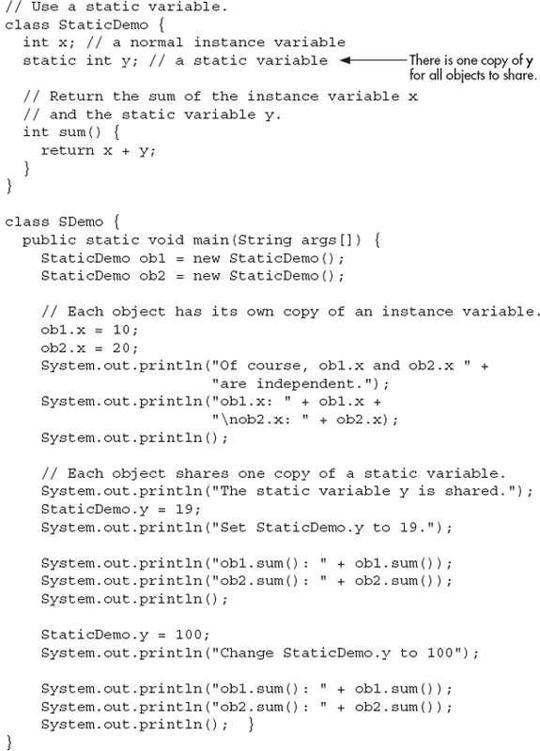 // Use a static variable.
class StaticDemo {
  int x; // a normal instance variable
  static int y; // a static variable
There is one copy of y
for all objects to share.

  // Return the sum of the instance variable x
  // and the static variable y.
  int sum() {
    return x + y;
  }
}

class SDemo {
  public static void main(String args[]) {
    StaticDemo ob1 = new StaticDemo();
    StaticDemo ob2 = new StaticDemo();

    // Each object has its own copy of an instance variable.
    ob1.x = 10;
    ob2.x = 20;
    System.out.println("Of course, ob1.x and ob2.x " +
                       "are independent.");
    System.out.println("ob1.x: " + ob1.x +
                       "\nob2.x: " + ob2.x);
    System.out.println();

    // Each object shares one copy of a static variable.
    System.out.println("The static variable y is shared.");
    StaticDemo.y = 19;
    System.out.println("Set StaticDemo.y to 19.");

    System.out.println("ob1.sum(): " + ob1.sum());
    System.out.println("ob2.sum(): " + ob2.sum());
    System.out.println();

    StaticDemo.y = 100;
    System.out.println("Change StaticDemo.y to 100");

    System.out.println("ob1.sum(): " + ob1.sum());
    System.out.println("ob2.sum(): " + ob2.sum());
    System.out.println();  }
}